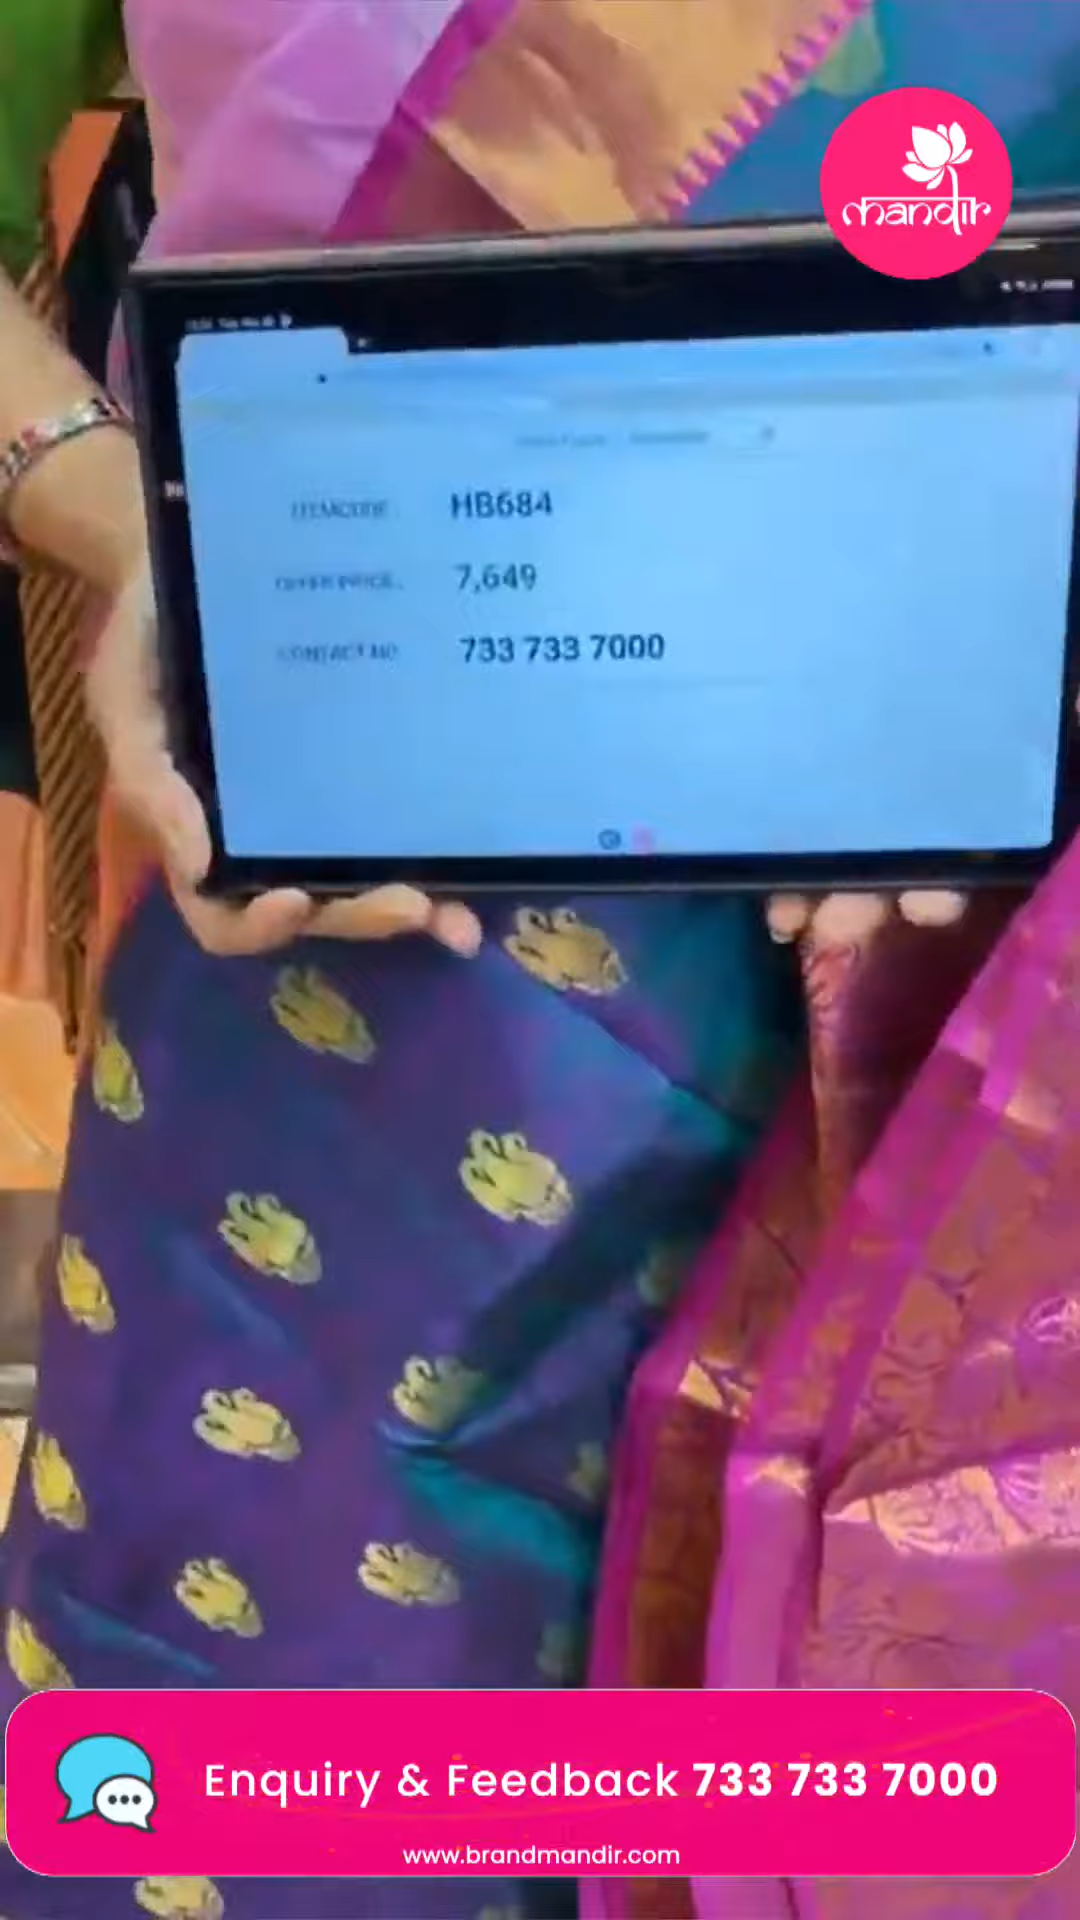 mandir
ITEMCODE :
HB684
OFFER PRICE :
7,649
CONTACT NO
733 733 7000
Enquiry & Feedback 733 733 7000
www.brandmandir.com